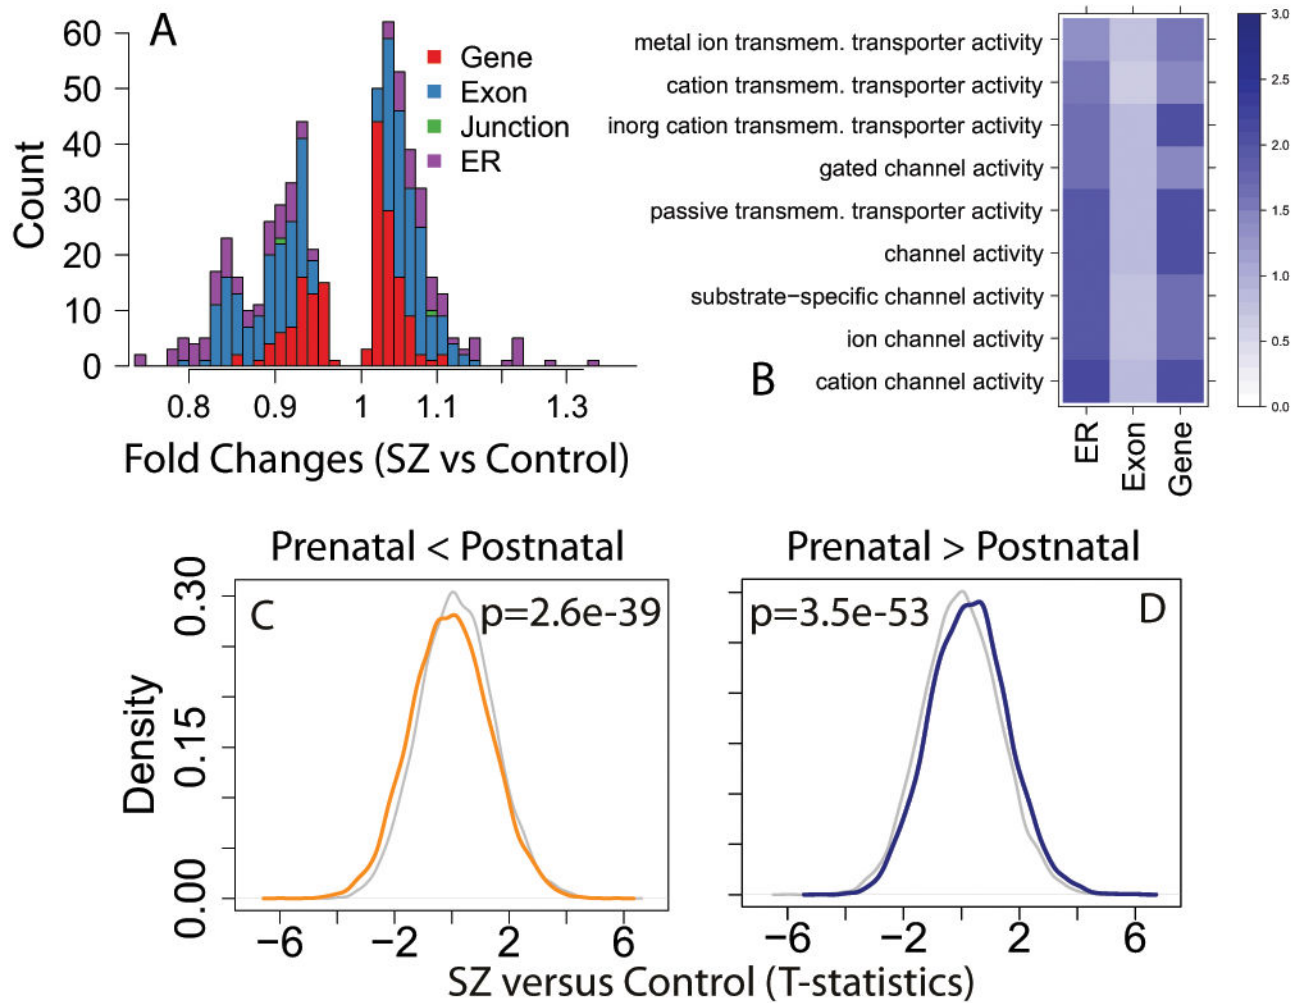 A
60
50
40
30
20
10
0
Count
Gene
Exon
Junction
ER
0.8 0.9 1 1.1 1.3
Fold Changes (SZ vs Control)
metal ion transmem. transporter activity
cation transmem. transporter activity
inorg cation transmem. transporter activity
gated channel activity
passive transmem. transporter activity
channel activity
substrate−specific channel activity
ion channel activity
cation channel activity
B
ER
Exon
Gene
3.0
2.5
2.0
1.5
1.0
0.5
0.0
Prenatal < Postnatal
C
p=2.6e-39
0.30
0.15
0.00
Density
−6 −2 2 6
Prenatal > Postnatal
p=3.5e-53
D
−6 −2 2 6
SZ versus Control (T-statistics)